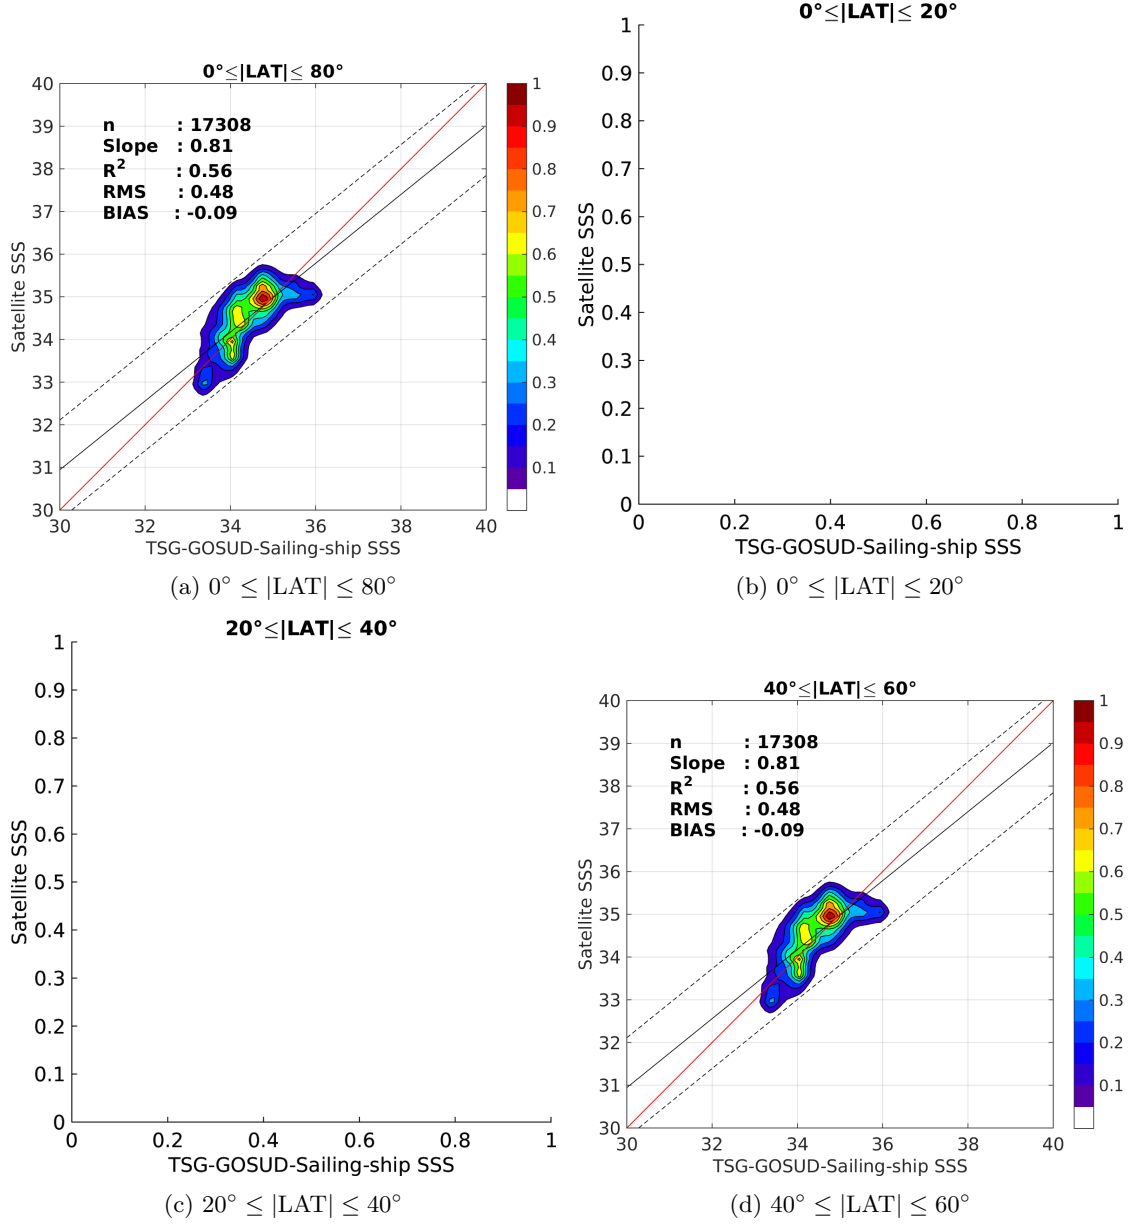 0°≤|LAT|≤ 80°
40
39
38
37
36
35
34
33
32
31
30
n : 17308
Slope : 0.81
R² : 0.56
RMS : 0.48
BIAS : -0.09
Satellite SSS
30 32 34 36 38 40
TSG-GOSUD-Sailing-ship SSS
1
0.9
0.8
0.7
0.6
0.5
0.4
0.3
0.2
0.1
(a) 0° ≤ |LAT| ≤ 80°
0°≤|LAT|≤ 20°
1
0.9
0.8
0.7
0.6
0.5
0.4
0.3
0.2
0.1
0
Satellite SSS
0 0.2 0.4 0.6 0.8 1
TSG-GOSUD-Sailing-ship SSS
(b) 0° ≤ |LAT| ≤ 20°
20°≤|LAT|≤ 40°
1
0.9
0.8
0.7
0.6
0.5
0.4
0.3
0.2
0.1
0
Satellite SSS
0 0.2 0.4 0.6 0.8 1
TSG-GOSUD-Sailing-ship SSS
(c) 20° ≤ |LAT| ≤ 40°
40°≤|LAT|≤ 60°
40
39
38
37
36
35
34
33
32
31
30
n : 17308
Slope : 0.81
R² : 0.56
RMS : 0.48
BIAS : -0.09
Satellite SSS
30 32 34 36 38 40
TSG-GOSUD-Sailing-ship SSS
1
0.9
0.8
0.7
0.6
0.5
0.4
0.3
0.2
0.1
(d) 40° ≤ |LAT| ≤ 60°